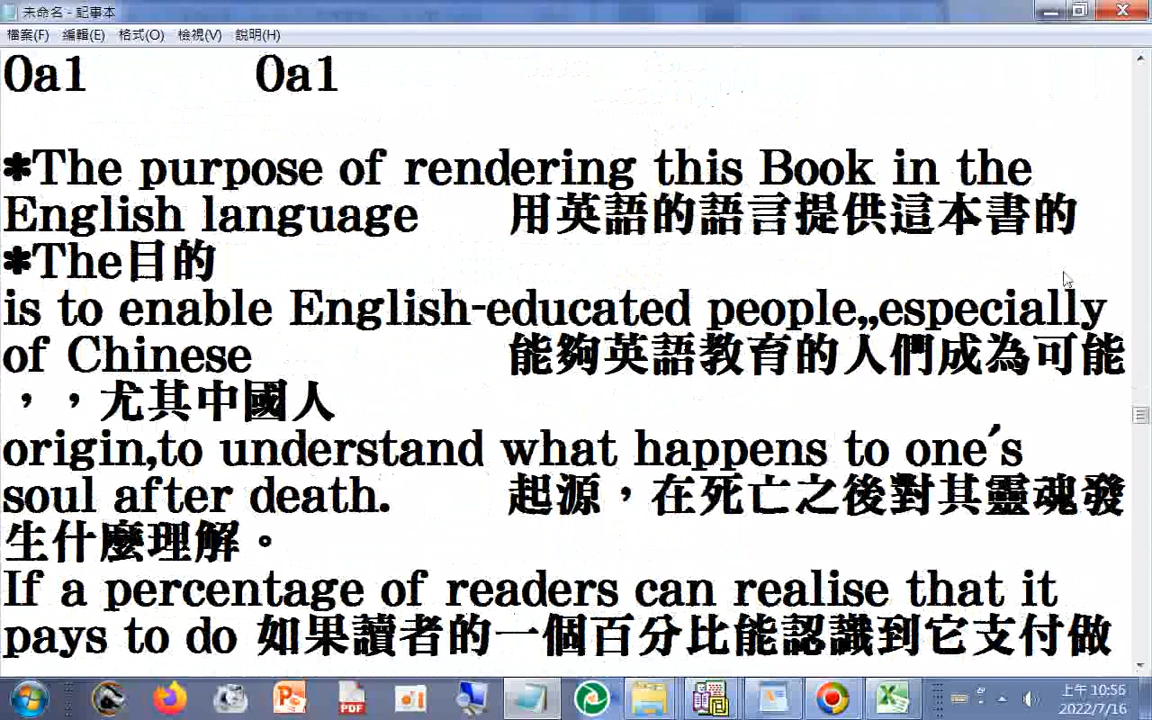 未命名 - 記事本
檔案(F) 編輯(E) 格式(O) 檢視(V) 說明(H)
0a1 0a1
*The purpose of rendering this Book in the
English language 用英語的語言提供這本書的
*The目的
is to enable English-educated people,,especially
of Chinese 能夠英語教育的人們成為可能
，，尤其中國人
origin,to understand what happens to one's
soul after death. 起源，在死亡之後對其靈魂發
生什麼理解。
If a percentage of readers can realise that it
pays to do 如果讀者的一個百分比能認識到它支付做
PDF
上午 10:56
2022/7/16